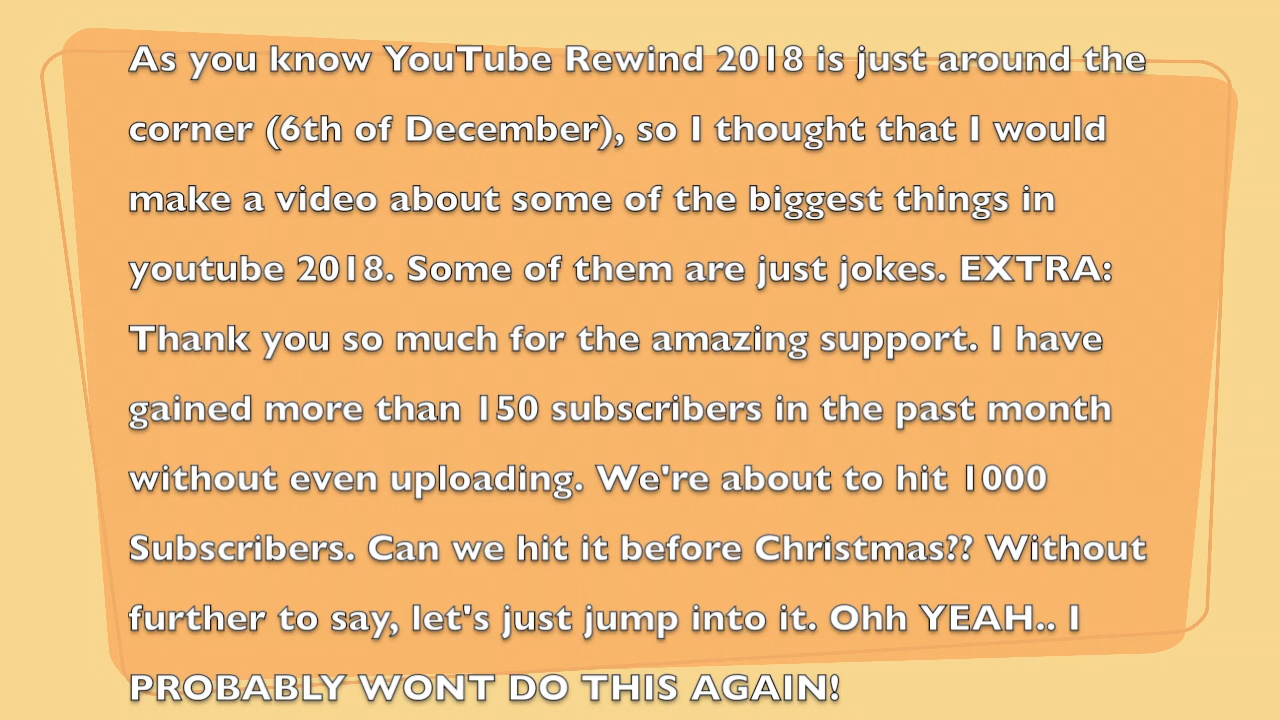 As you know YouTube Rewind 2018 is just around the
corner (6th of December), so I thought that I would
make a video about some of the biggest things in
youtube 2018. Some of them are just jokes. EXTRA:
Thank you so much for the amazing support. I have
gained more than 150 subscribers in the past month
without even uploading. We're about to hit 1000
Subscribers. Can we hit it before Christmas?? Without
further to say, let's just jump into it. Ohh YEAH.. I
PROBABLY WONT DO THIS AGAIN!